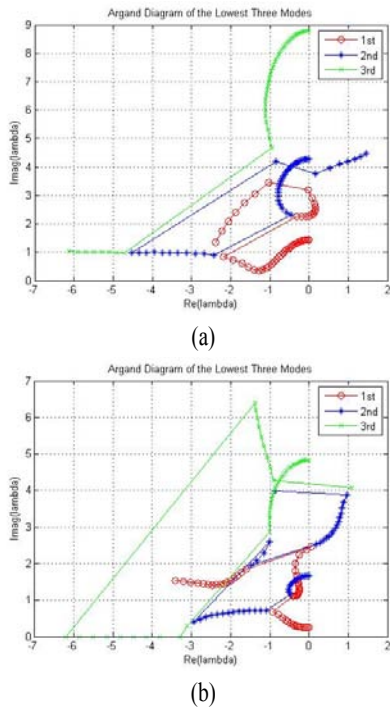 Argand Diagram of the Lowest Three Modes
9
8
7
6
5
4
3
2
1
0
Imag(lambda)
1st
2nd
3rd
-7 -6 -5 -4 -3 -2 -1 0 1 2
Re(lambda)
(a)
Argand Diagram of the Lowest Three Modes
7
6
5
4
3
2
1
0
Imag(lambda)
1st
2nd
3rd
-7 -6 -5 -4 -3 -2 -1 0 1 2
Re(lambda)
(b)